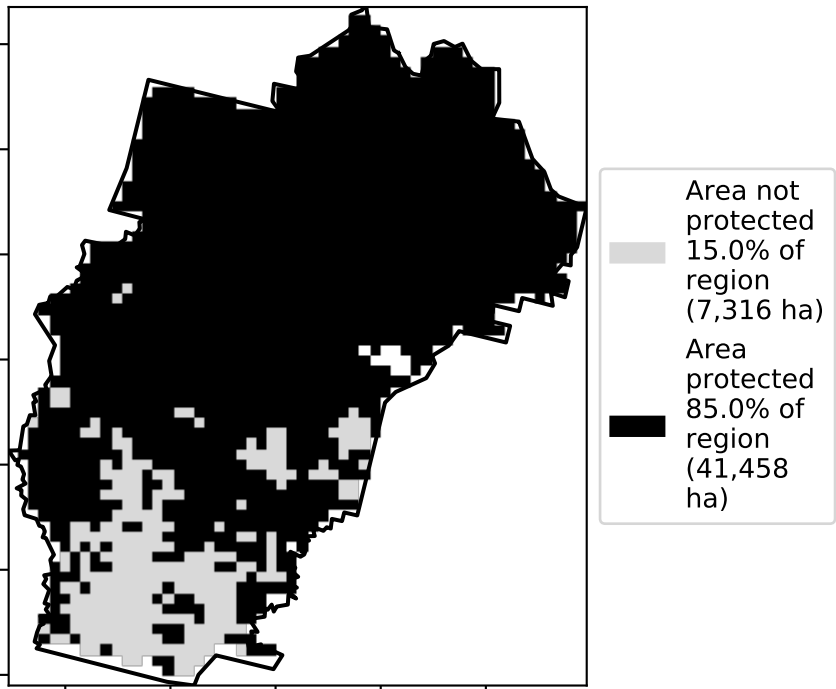 Area not
protected
15.0% of
region
(7,316 ha)
Area
protected
85.0% of
region
(41,458
ha)